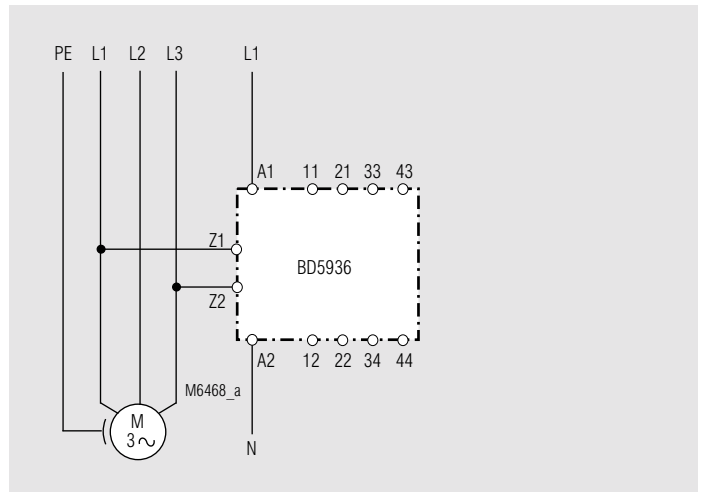 PE L1 L2 L3 L1
A1 11 21 33 43
Z1
BD5936
Z2
A2 12 22 34 44
M6468_a
M
3~
N